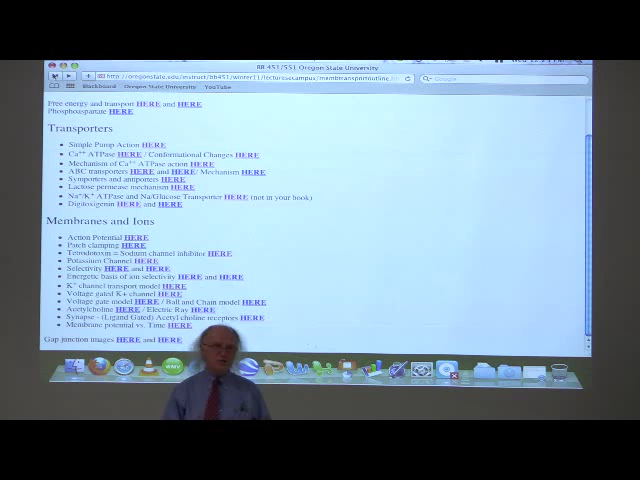 BB 451/551 Oregon State University
http://oregonstate.edu/instruct/bb451/winter11/lecturesecampus/membtransportoutline.ht
Google
Blackboard Oregon State University YouTube
Free energy and transport HERE and HERE
Phosphoaspartate HERE
Transporters
Simple Pump Action HERE
Ca++ ATPase HERE / Conformational Changes HERE
Mechanism of Ca++ ATPase action HERE
ABC transporters HERE and HERE/ Mechanism HERE
Symporters and antiporters HERE
Lactose permease mechanism HERE
Na+/K+ ATPase and Na/Glucose Transporter HERE (not in your book)
Digitoxigenin HERE and HERE
Membranes and Ions
Action Potential HERE
Patch clamping HERE
Tetrodotoxin = Sodium channel inhibitor HERE
Potassium Channel HERE
Selectivity HERE and HERE
Energetic basis of ion selectivity HERE and HERE
K+ channel transport model HERE
Voltage gated K+ channel HERE
Voltage gate model HERE / Ball and Chain model HERE
Acetylcholine HERE / Electric Ray HERE
Synapse - (Ligand Gated) Acetyl choline receptors HERE
Membrane potential vs. Time HERE
Gap junction images HERE and HERE
WMV